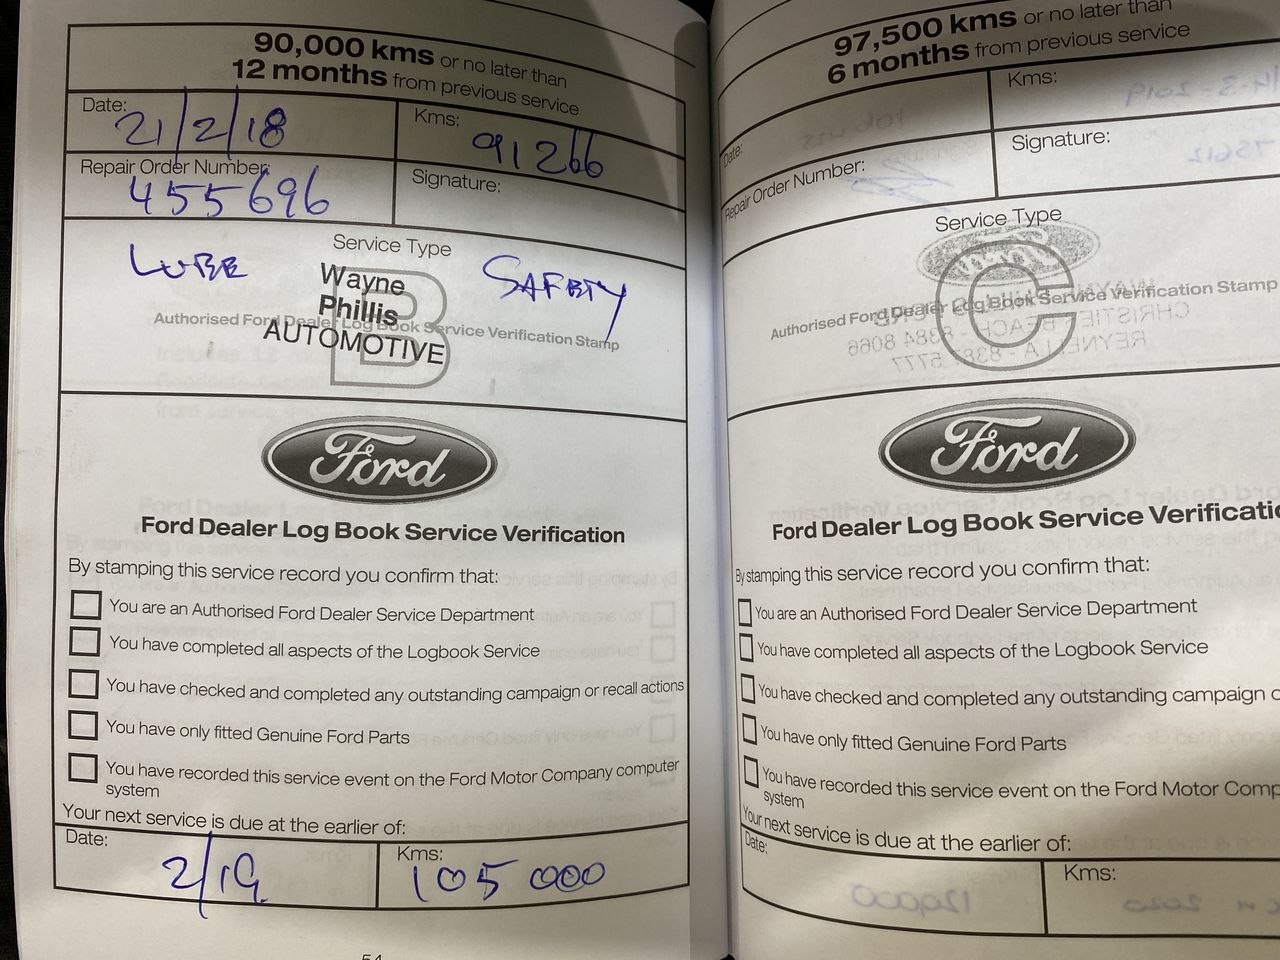 90,000 kms or no later than
12 months from previous service
Date:
21/2/18
Kms:
91266
Repair Order Number:
455696
Signature:
Service Type
LUBE
SAFETY
B
Wayne
Phillis
AUTOMOTIVE
Authorised Ford Dealer Log Book Service Verification Stamp
Ford
Ford Dealer Log Book Service Verification
By stamping this service record you confirm that:
You are an Authorised Ford Dealer Service Department
You have completed all aspects of the Logbook Service
You have checked and completed any outstanding campaign or recall actions
You have only fitted Genuine Ford Parts
You have recorded this service event on the Ford Motor Company computer
system
Your next service is due at the earlier of:
Date:
2/19
Kms:
105000
97,500 kms or no later than
6 months from previous service
Date:
Kms:
Repair Order Number:
Signature:
Service Type
C
Authorised Ford Dealer Log Book Service Verification Stamp
Ford
Ford Dealer Log Book Service Verificatio
By stamping this service record you confirm that:
You are an Authorised Ford Dealer Service Department
You have completed all aspects of the Logbook Service
You have checked and completed any outstanding campaign o
You have only fitted Genuine Ford Parts
You have recorded this service event on the Ford Motor Comp
system
Your next service is due at the earlier of:
Date:
Kms: